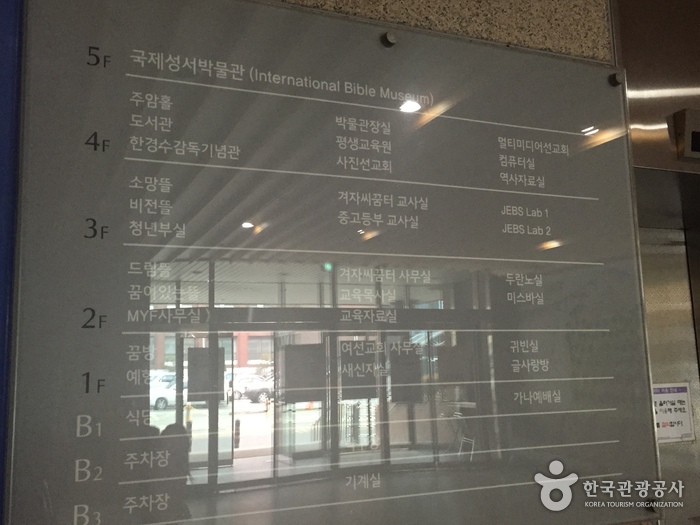 5F 국제성서박물관 (International Bible Museum)
주암홀
도서관 박물관장실 멀티미디어선교회
4F 한경수감독기념관 평생교육원 컴퓨터실
사진선교회 역사자료실
소망뜰
비전뜰 겨자씨꿈터 교사실 JEBS Lab 1
3F 청년부실 중고등부 교사실 JEBS Lab 2
드림뜰 겨자씨꿈터 사무실 두란노실
꿈이있는뜰 교육목사실 미스바실
2F MYF사무실 교육자료실
꿈방 여선교회 사무실 귀빈실
1F 새신자실 글사랑방
B1 식당 가나예배실
B2 주차장
B3 주차장 기계실
한국관광공사
KOREA TOURISM ORGANIZATION